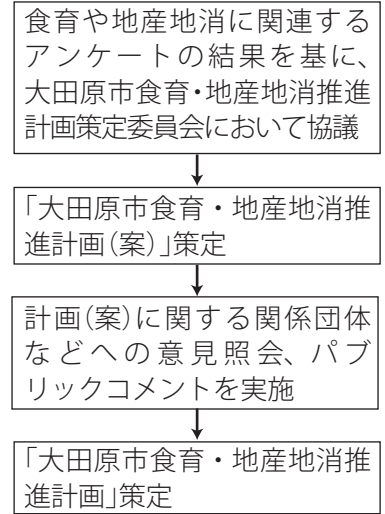 食育や地産地消に関連する
アンケートの結果を基に、
大田原市食育・地産地消推進
計画策定委員会において協議
「大田原市食育・地産地消推
進計画(案)」策定
計画(案)に関する関係団体
などへの意見照会、パブ
リックコメントを実施
「大田原市食育・地産地消推
進計画」策定